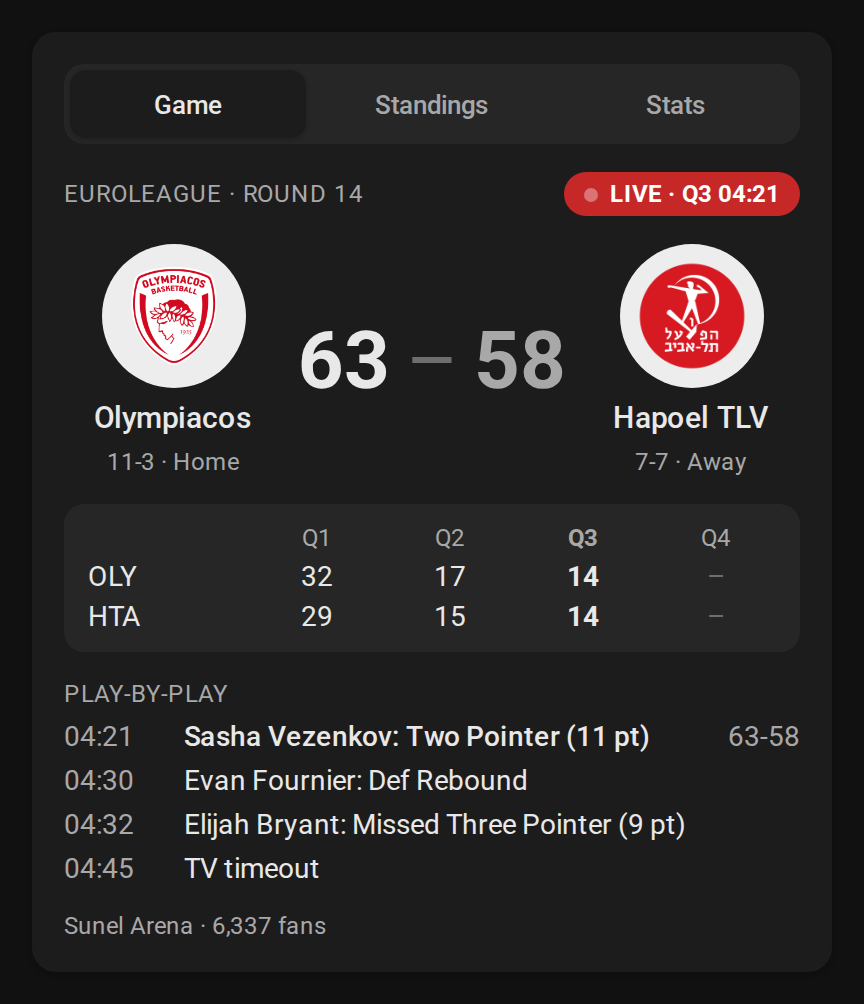 Game Standings Stats
EUROLEAGUE · ROUND 14
LIVE · Q3 04:21
OLYMPIACOS
BASKETBALL
1925
הפועל
תל-אביב
63 – 58
Olympiacos
11-3 · Home
Hapoel TLV
7-7 · Away
Q1 Q2 Q3 Q4
OLY 32 17 14 –
HTA 29 15 14 –
PLAY-BY-PLAY
04:21 Sasha Vezenkov: Two Pointer (11 pt) 63-58
04:30 Evan Fournier: Def Rebound
04:32 Elijah Bryant: Missed Three Pointer (9 pt)
04:45 TV timeout
Sunel Arena · 6,337 fans